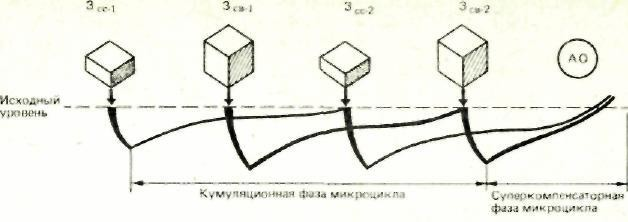 З сс-1
З св-1
З сс-2
З св-2
АО
Исходный
уровень
Кумуляционная фаза микроцикла
Суперкомпенсаторная
фаза микроцикла